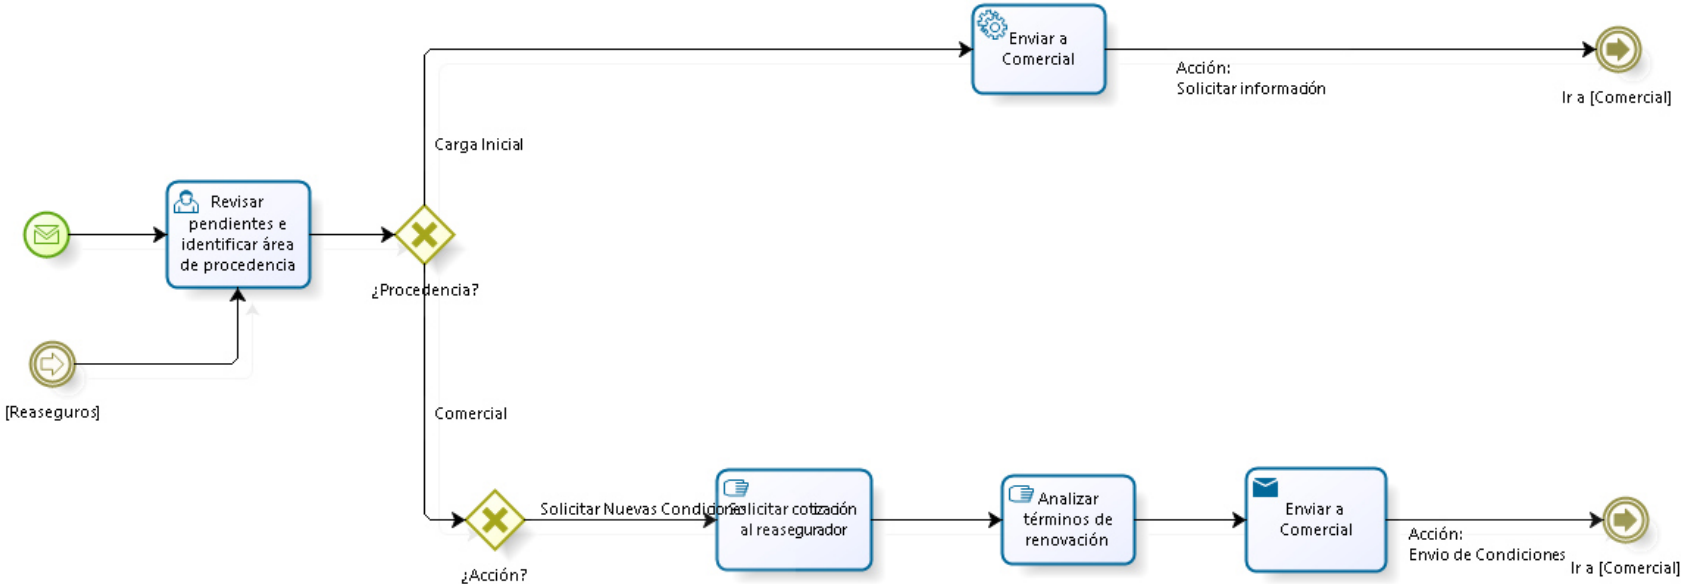 Enviar a
Comercial
Acción:
Solicitar información
Ir a [Comercial]
Carga Inicial
Revisar
pendientes e
identificar área
de procedencia
¿Procedencia?
[Reaseguros]
Comercial
¿Acción?
Solicitar Nuevas Condiciones
Solicitar cotización
al reasegurador
Analizar
términos de
renovación
Enviar a
Comercial
Acción:
Envio de Condiciones
Ir a [Comercial]